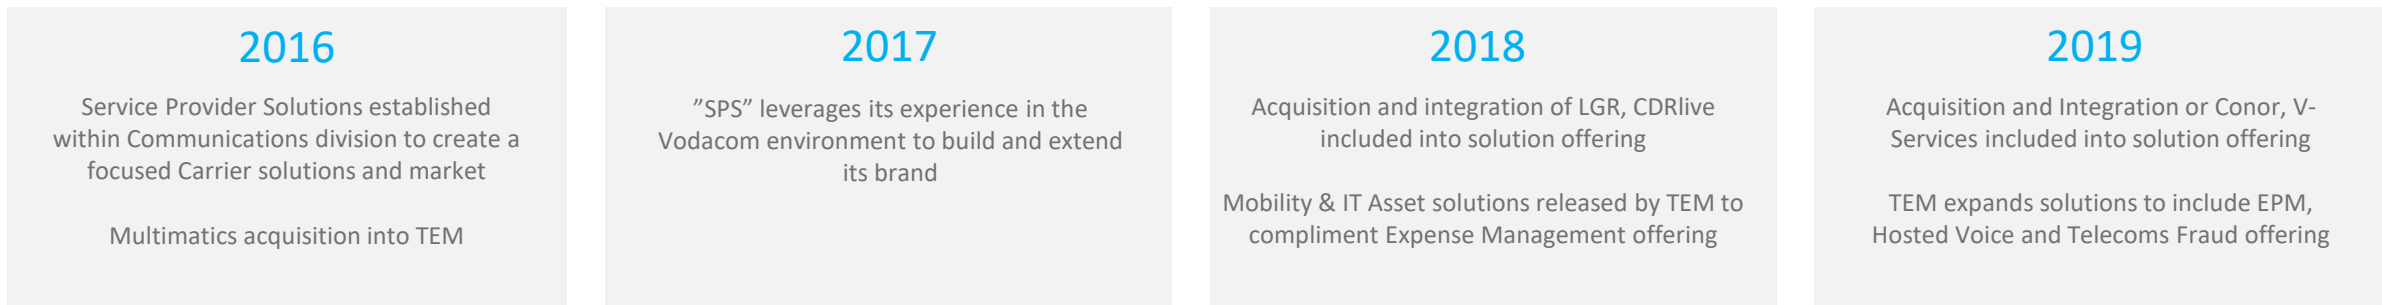 2016
Service Provider Solutions established
within Communications division to create a
focused Carrier solutions and market
Multimatics acquisition into TEM
2017
”SPS” leverages its experience in the
Vodacom environment to build and extend
its brand
2018
Acquisition and integration of LGR, CDRlive
included into solution offering
Mobility & IT Asset solutions released by TEM to
compliment Expense Management offering
2019
Acquisition and Integration or Conor, V-
Services included into solution offering
TEM expands solutions to include EPM,
Hosted Voice and Telecoms Fraud offering